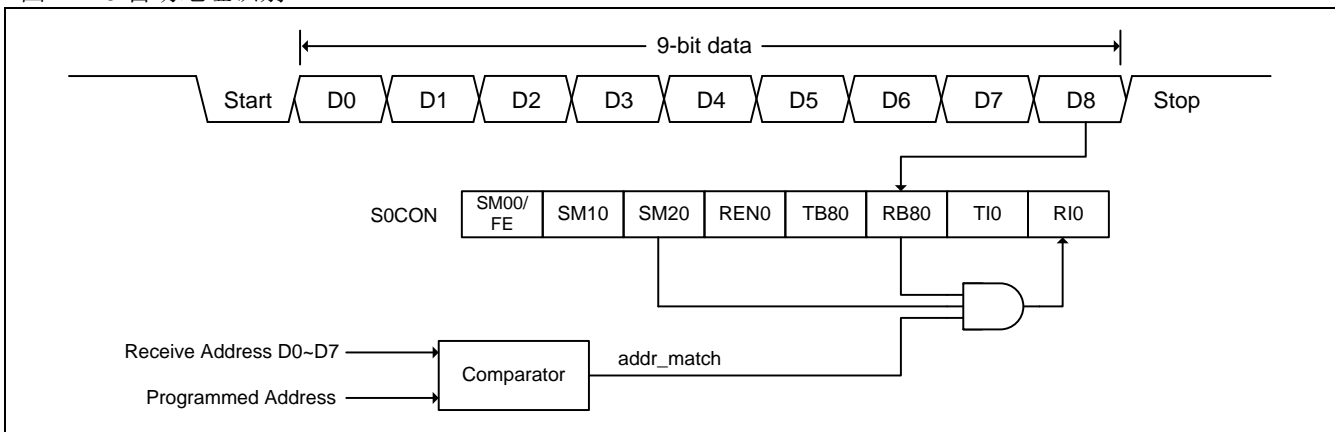 9-bit data
Start D0 D1 D2 D3 D4 D5 D6 D7 D8 Stop
S0CON SM00/ FE SM10 SM20 REN0 TB80 RB80 TI0 RI0
Receive Address D0~D7
addr_match
Comparator
Programmed Address